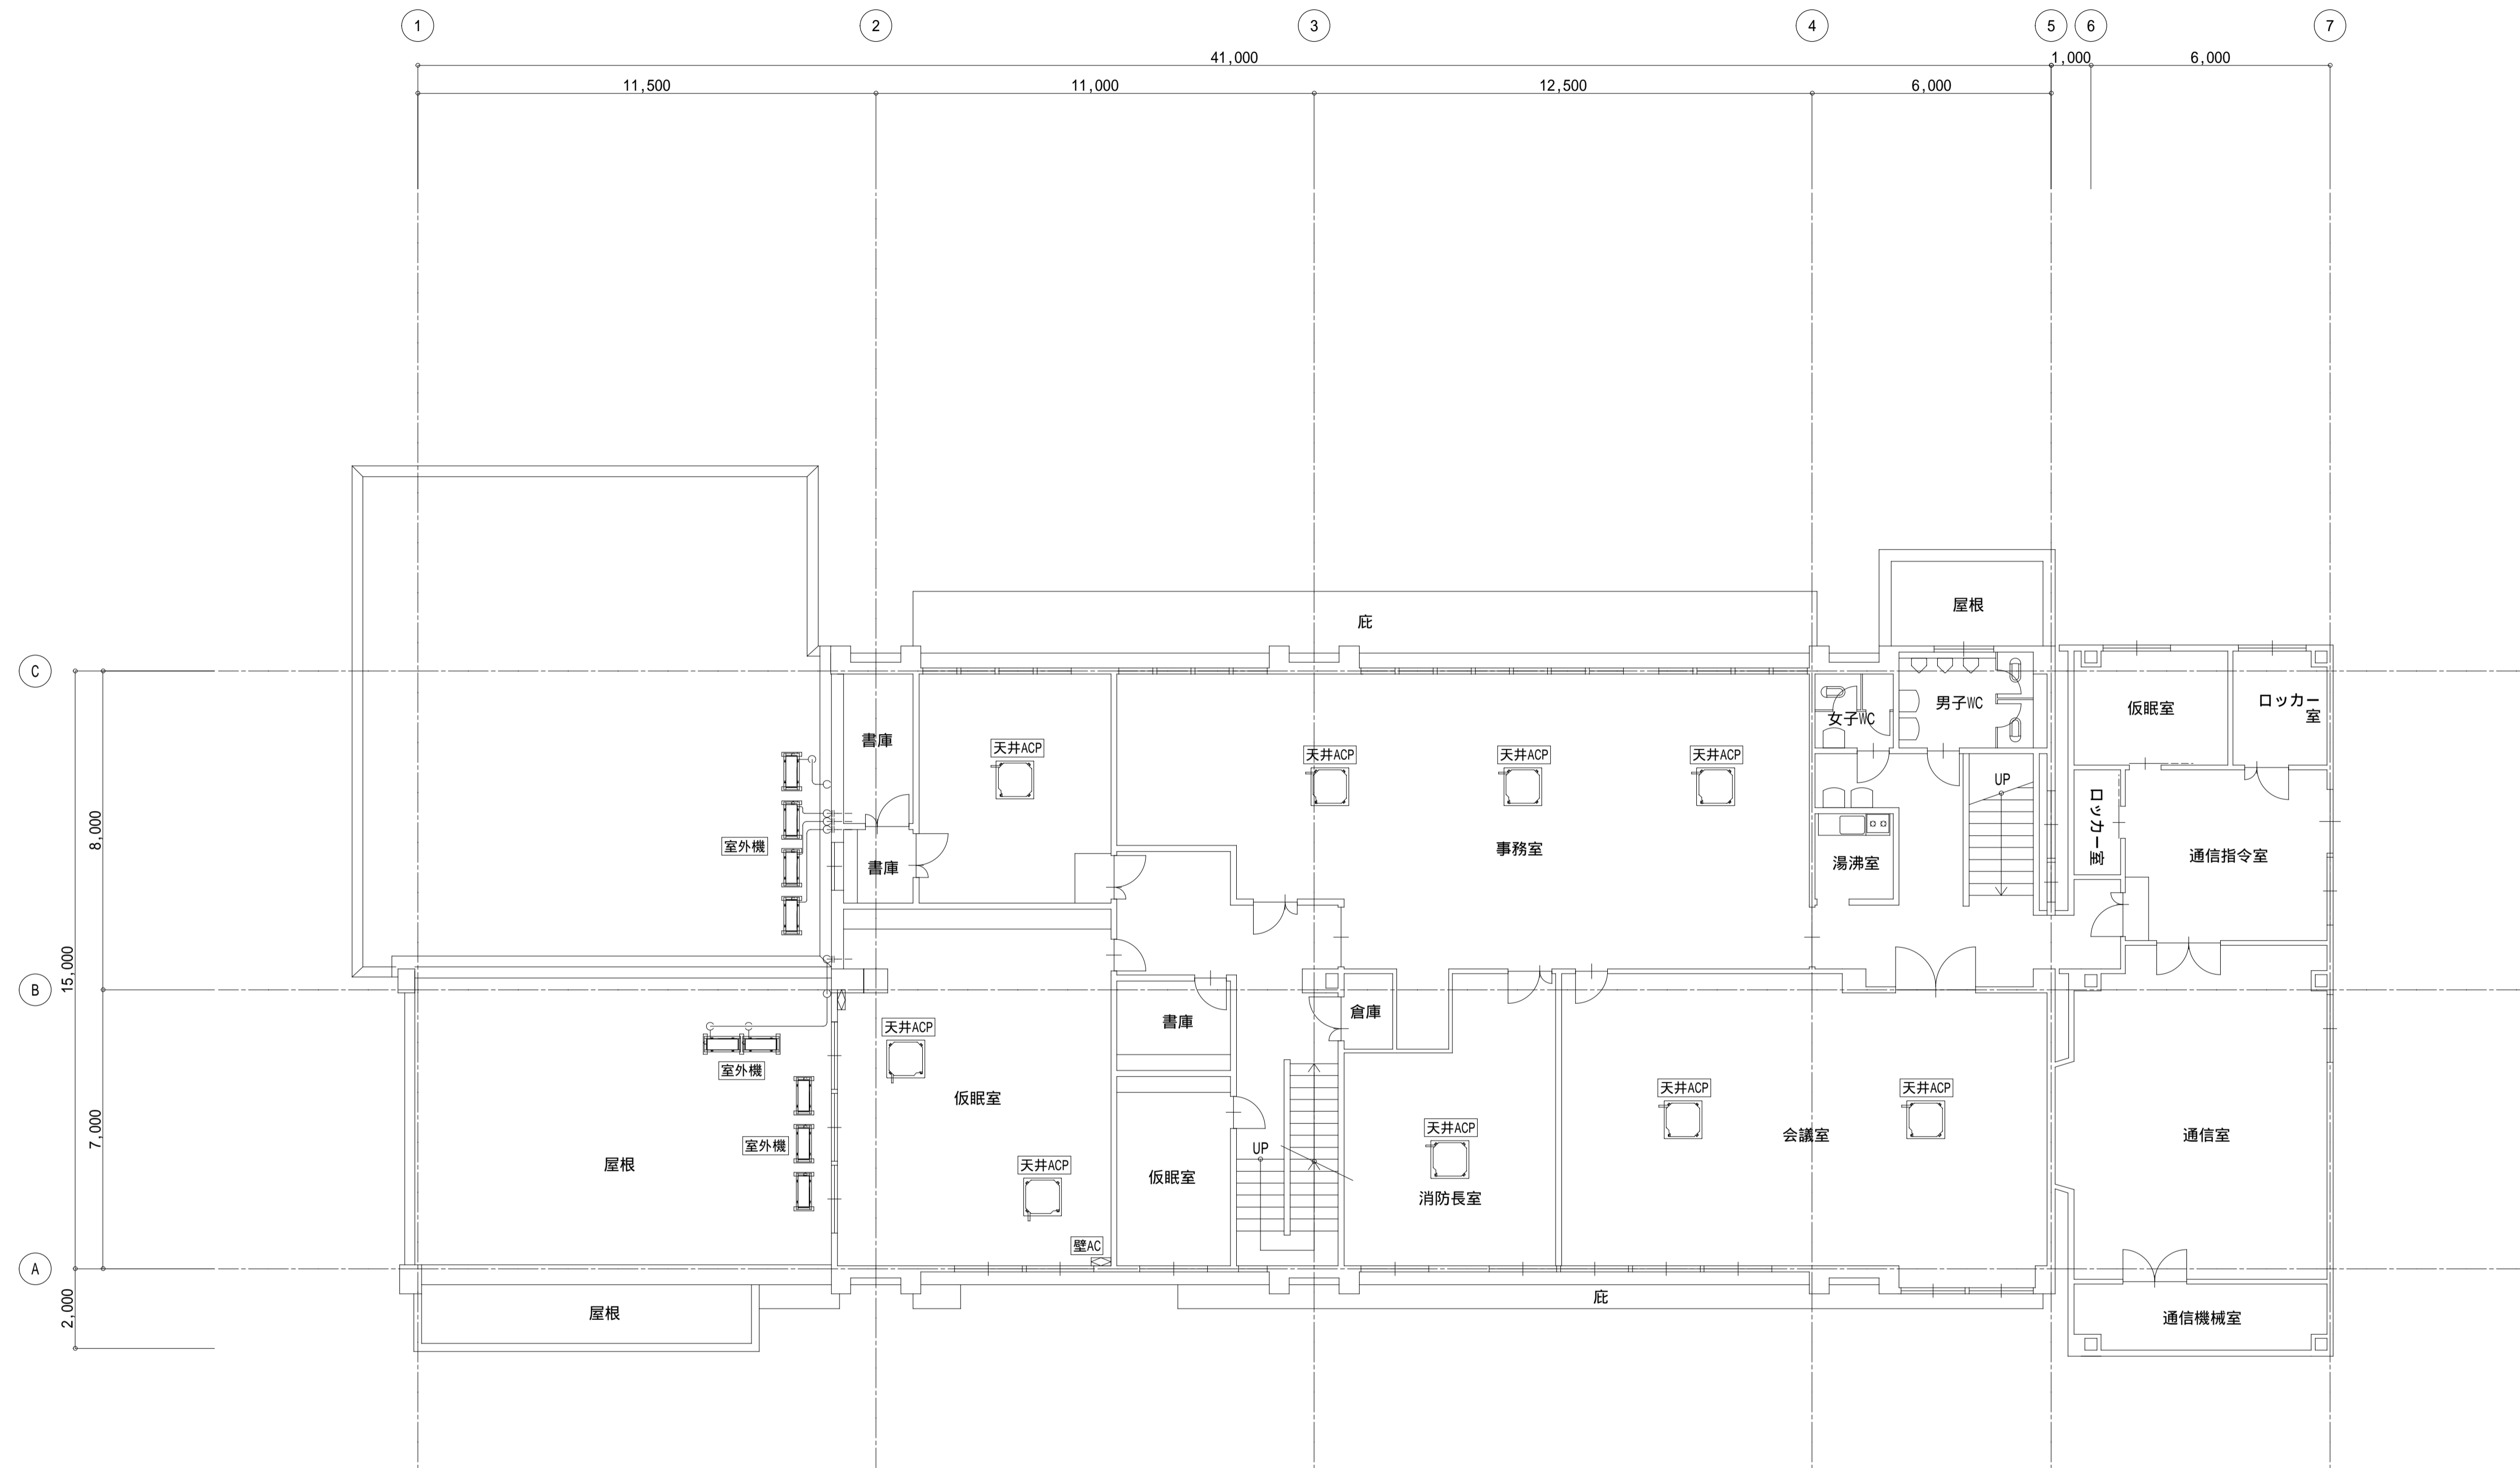 1
2
3
4
5
6
7
41,000
1,000
6,000
11,500
11,000
12,500
6,000
屋根
庇
C
仮眠室
ロッカー
室
男子WC
女子WC
書庫
天井ACP
天井ACP
天井ACP
天井ACP
UP
ロッカー室
8,000
室外機
事務室
通信指令室
湯沸室
書庫
15,000
B
書庫
倉庫
天井ACP
室外機
仮眠室
天井ACP
天井ACP
7,000
室外機
天井ACP
会議室
通信室
UP
屋根
天井ACP
仮眠室
消防長室
壁AC
A
2,000
屋根
庇
通信機械室